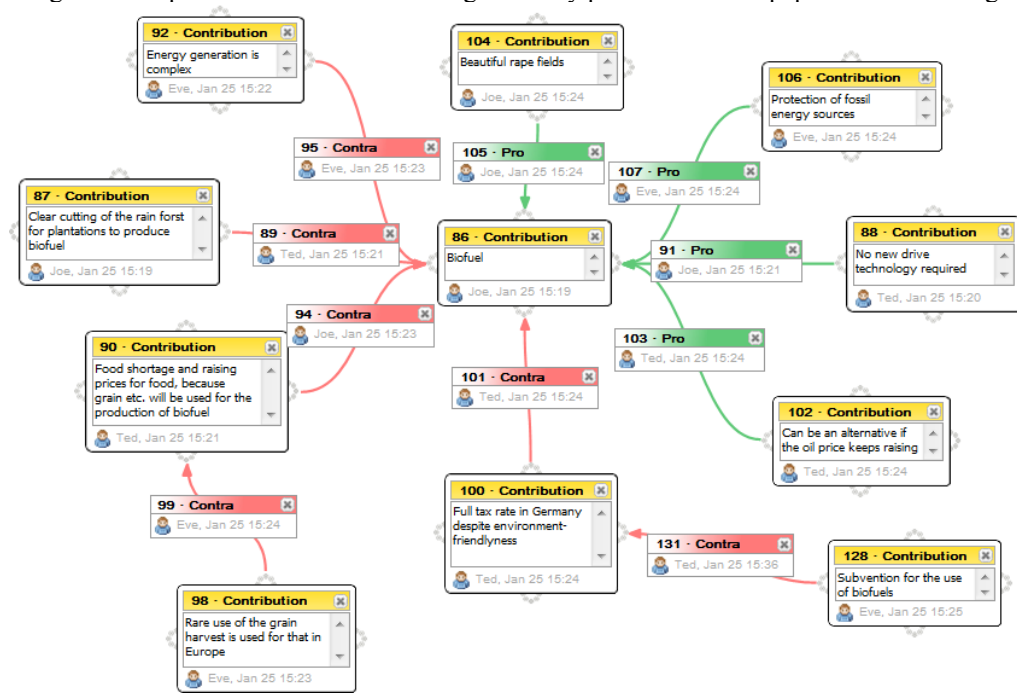 92 - Contribution
Energy generation is
complex
Eve, Jan 25 15:22
104 - Contribution
Beautiful rape fields
Joe, Jan 25 15:24
106 - Contribution
Protection of fossil
energy sources
Eve, Jan 25 15:24
95 - Contra
Eve, Jan 25 15:23
105 - Pro
Joe, Jan 25 15:24
107 - Pro
Eve, Jan 25 15:24
87 - Contribution
Clear cutting of the rain forst
for plantations to produce
biofuel
Joe, Jan 25 15:19
89 - Contra
Ted, Jan 25 15:21
86 - Contribution
Biofuel
Joe, Jan 25 15:19
91 - Pro
Joe, Jan 25 15:21
88 - Contribution
No new drive
technology required
Ted, Jan 25 15:20
94 - Contra
Joe, Jan 25 15:23
103 - Pro
Ted, Jan 25 15:24
90 - Contribution
Food shortage and raising
prices for food, because
grain etc. will be used for the
production of biofuel
Ted, Jan 25 15:21
101 - Contra
Ted, Jan 25 15:24
102 - Contribution
Can be an alternative if
the oil price keeps raising
Ted, Jan 25 15:24
99 - Contra
Eve, Jan 25 15:24
100 - Contribution
Full tax rate in Germany
despite environment-
friendlyness
Ted, Jan 25 15:24
131 - Contra
Ted, Jan 25 15:36
128 - Contribution
Subvention for the use
of biofuels
Eve, Jan 25 15:25
98 - Contribution
Rare use of the grain
harvest is used for that in
Europe
Eve, Jan 25 15:23